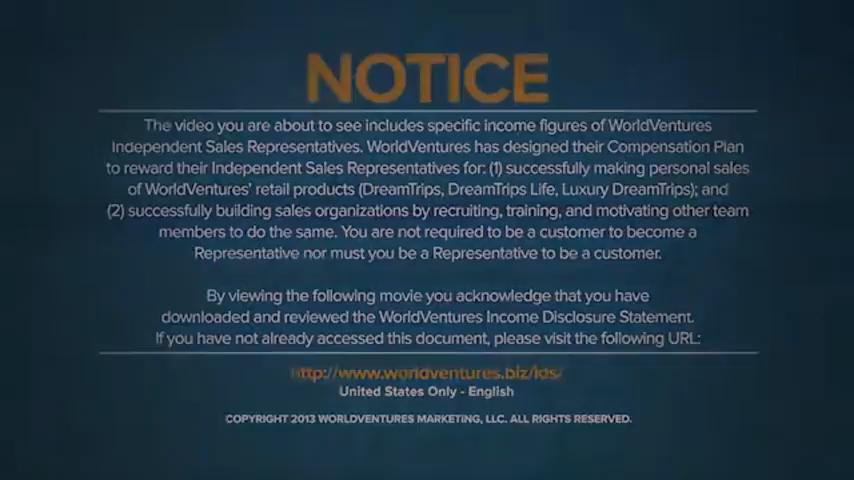 NOTICE
The video you are about to see includes specific income figures of WorldVentures
Independent Sales Representatives. WorldVentures has designed their Compensation Plan
to reward their Independent Sales Representatives for: (1) successfully making personal sales
of WorldVentures' retail products (DreamTrips, DreamTrips Life, Luxury DreamTrips); and
(2) successfully building sales organizations by recruiting, training, and motivating other team
members to do the same. You are not required to be a customer to become a
Representative nor must you be a Representative to be a customer.
By viewing the following movie you acknowledge that you have
downloaded and reviewed the WorldVentures Income Disclosure Statement.
If you have not already accessed this document, please visit the following URL:
http://www.worldventures.biz/ids/
United States Only - English
COPYRIGHT 2013 WORLDVENTURES MARKETING, LLC. ALL RIGHTS RESERVED.